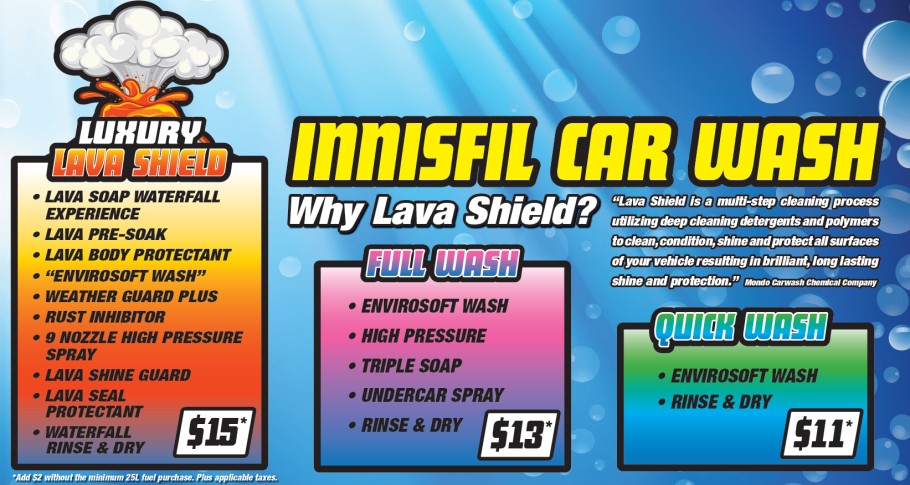 LUXURY
LAVA SHIELD
• LAVA SOAP WATERFALL
EXPERIENCE
• LAVA PRE-SOAK
• LAVA BODY PROTECTANT
• “ENVIROSOFT WASH”
• WEATHER GUARD PLUS
• RUST INHIBITOR
• 9 NOZZLE HIGH PRESSURE
SPRAY
• LAVA SHINE GUARD
• LAVA SEAL
PROTECTANT
• WATERFALL
RINSE & DRY
$15*
*Add $2 without the minimum 25L fuel purchase. Plus applicable taxes.
INNISFIL CAR WASH
Why Lava Shield?
“Lava Shield is a multi-step cleaning process
utilizing deep cleaning detergents and polymers
to clean, condition, shine and protect all surfaces
of your vehicle resulting in brilliant, long lasting
shine and protection.” Mondo Carwash Chemical Company
FULL WASH
• ENVIROSOFT WASH
• HIGH PRESSURE
• TRIPLE SOAP
• UNDERCAR SPRAY
• RINSE & DRY
$13*
QUICK WASH
• ENVIROSOFT WASH
• RINSE & DRY
$11*